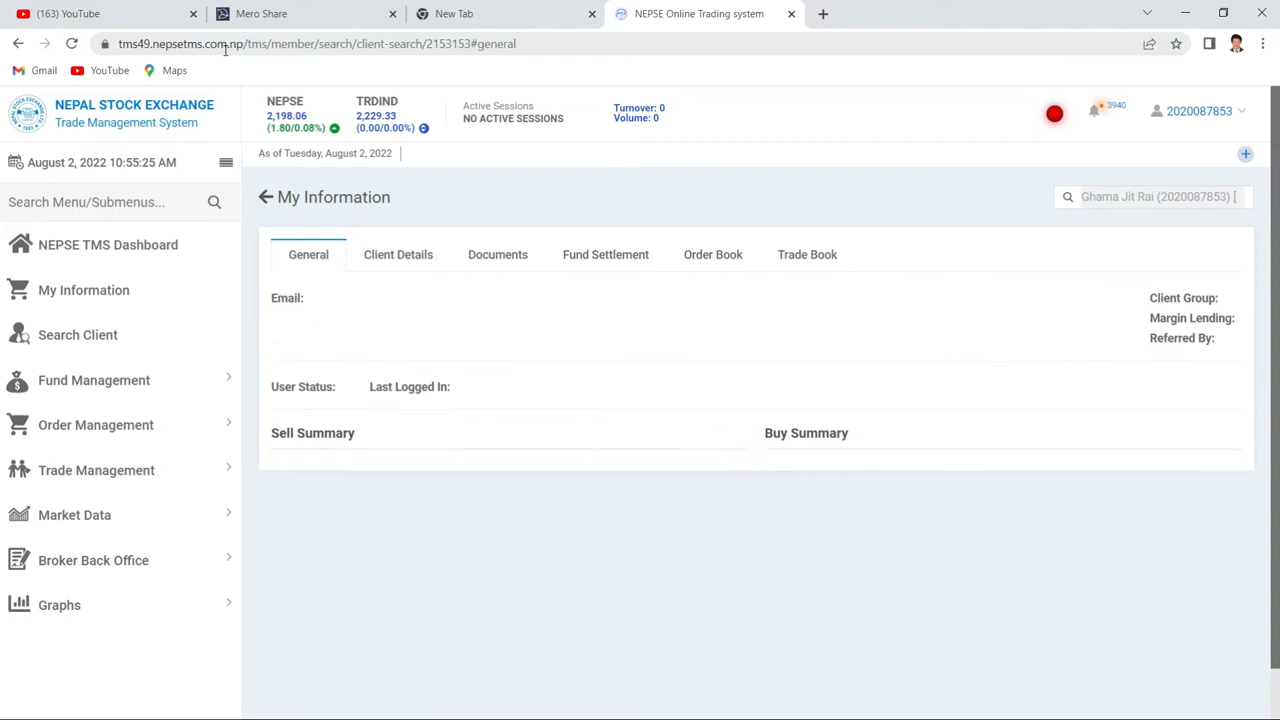 (163) YouTube
Mero Share
New Tab
NEPSE Online Trading system
tms49.nepsetms.com.np/tms/member/search/client-search/2153153#general
Gmail
YouTube
Maps
NEPAL STOCK EXCHANGE
Trade Management System
NEPSE
2,198.06
(1.80/0.08%)
TRDIND
2,229.33
(0.00/0.00%)
Active Sessions
NO ACTIVE SESSIONS
Turnover: 0
Volume: 0
3940
2020087853
August 2, 2022 10:55:25 AM
As of Tuesday, August 2, 2022
Search Menu/Submenus...
My Information
Ghama Jit Rai (2020087853) [
NEPSE TMS Dashboard
My Information
Search Client
Fund Management
Order Management
Trade Management
Market Data
Broker Back Office
Graphs
General
Client Details
Documents
Fund Settlement
Order Book
Trade Book
Email:
Client Group:
Margin Lending:
Referred By:
User Status:
Last Logged In:
Sell Summary
Buy Summary